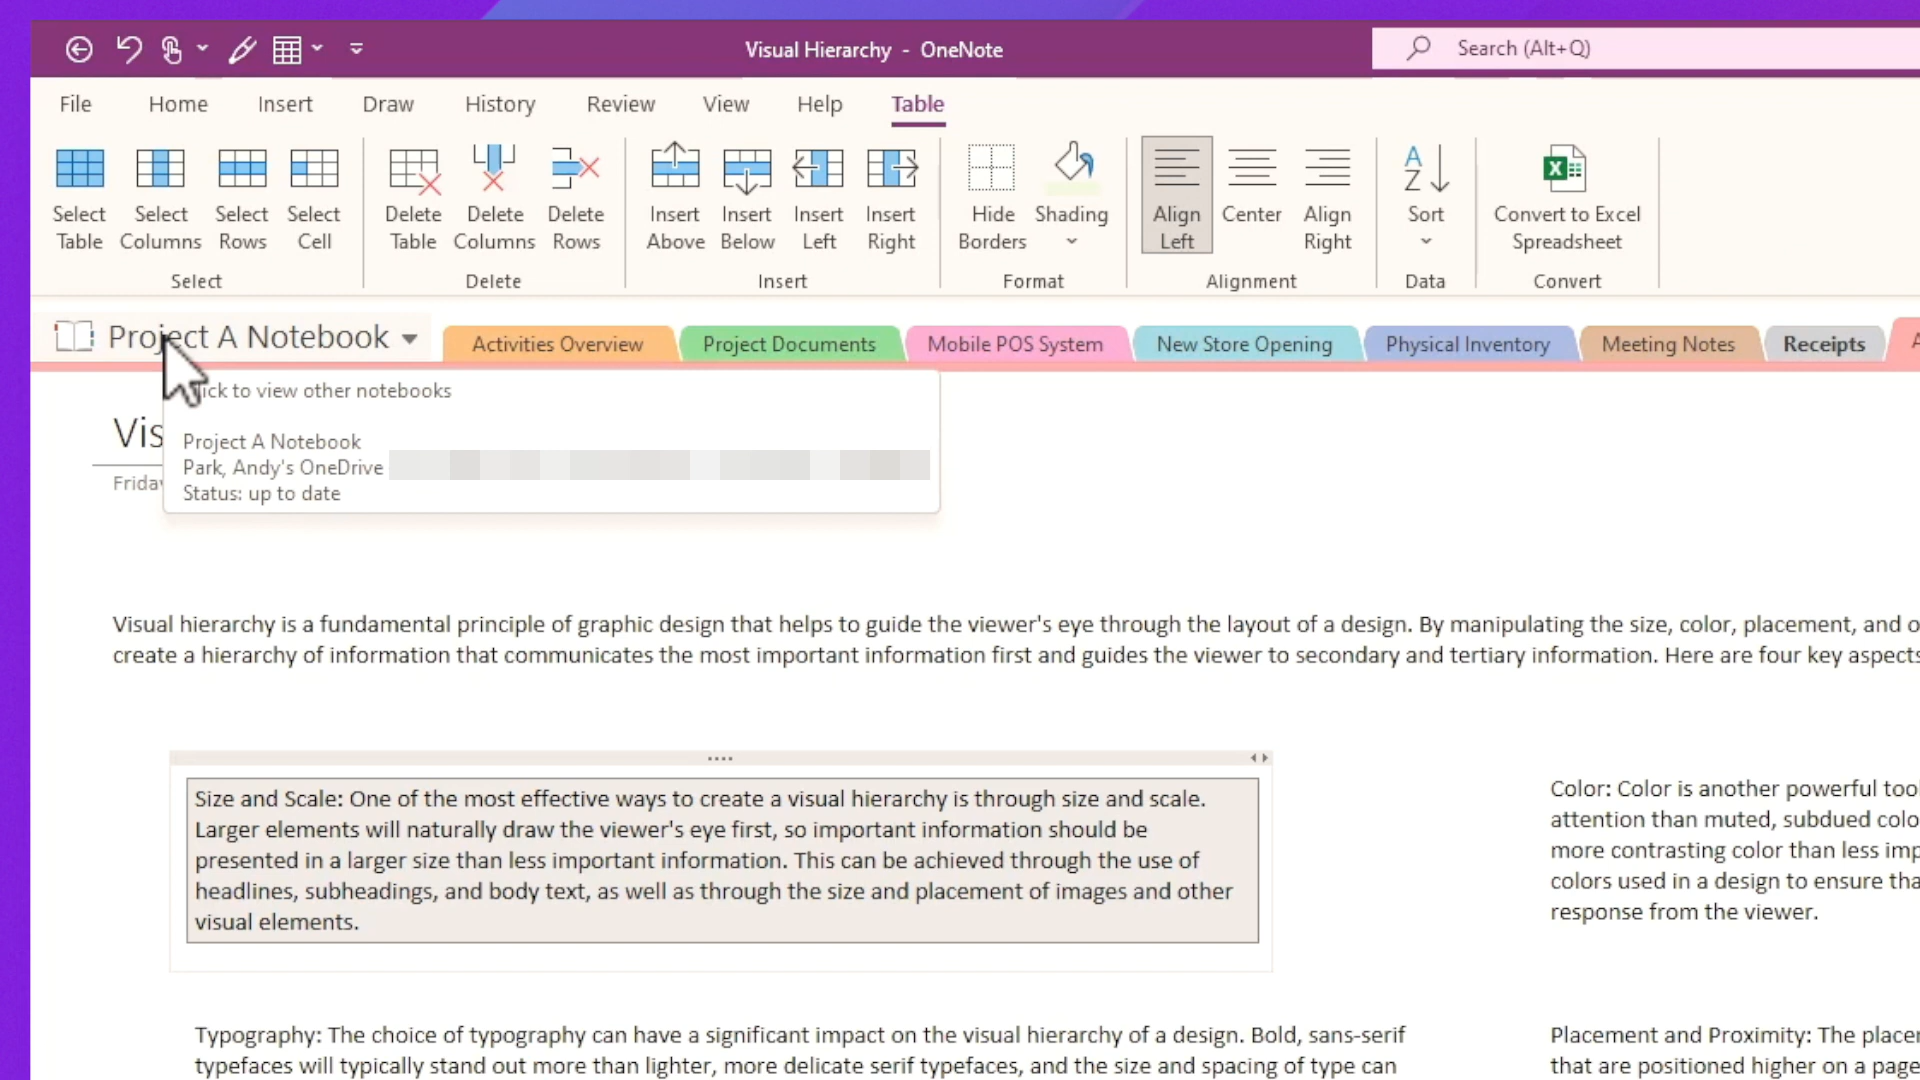 Visual Hierarchy - OneNote
Search (Alt+Q)
File Home Insert Draw History Review View Help Table
Select Table
Select Columns
Select Rows
Select Cell
Select
Delete Table
Delete Columns
Delete Rows
Delete
Insert Above
Insert Below
Insert Left
Insert Right
Insert
Hide Borders
Shading
Format
Align Left
Center
Align Right
Alignment
A Z
Sort
Data
Convert to Excel Spreadsheet
Convert
Project A Notebook
Activities Overview
Project Documents
Mobile POS System
New Store Opening
Physical Inventory
Meeting Notes
Receipts
to view other notebooks
Project A Notebook
Park, Andy's OneDrive
Status: up to date
Visual hierarchy is a fundamental principle of graphic design that helps to guide the viewer's eye through the layout of a design. By manipulating the size, color, placement, and
create a hierarchy of information that communicates the most important information first and guides the viewer to secondary and tertiary information. Here are four key aspects
Size and Scale: One of the most effective ways to create a visual hierarchy is through size and scale.
Larger elements will naturally draw the viewer's eye first, so important information should be
presented in a larger size than less important information. This can be achieved through the use of
headlines, subheadings, and body text, as well as through the size and placement of images and other
visual elements.
Color: Color is another powerful
attention than muted, subdued
more contrasting color than less
colors used in a design to ensure
response from the viewer.
Typography: The choice of typography can have a significant impact on the visual hierarchy of a design. Bold, sans-serif
typefaces will typically stand out more than lighter, more delicate serif typefaces, and the size and spacing of type can
Placement and Proximity: The
that are positioned higher on a page